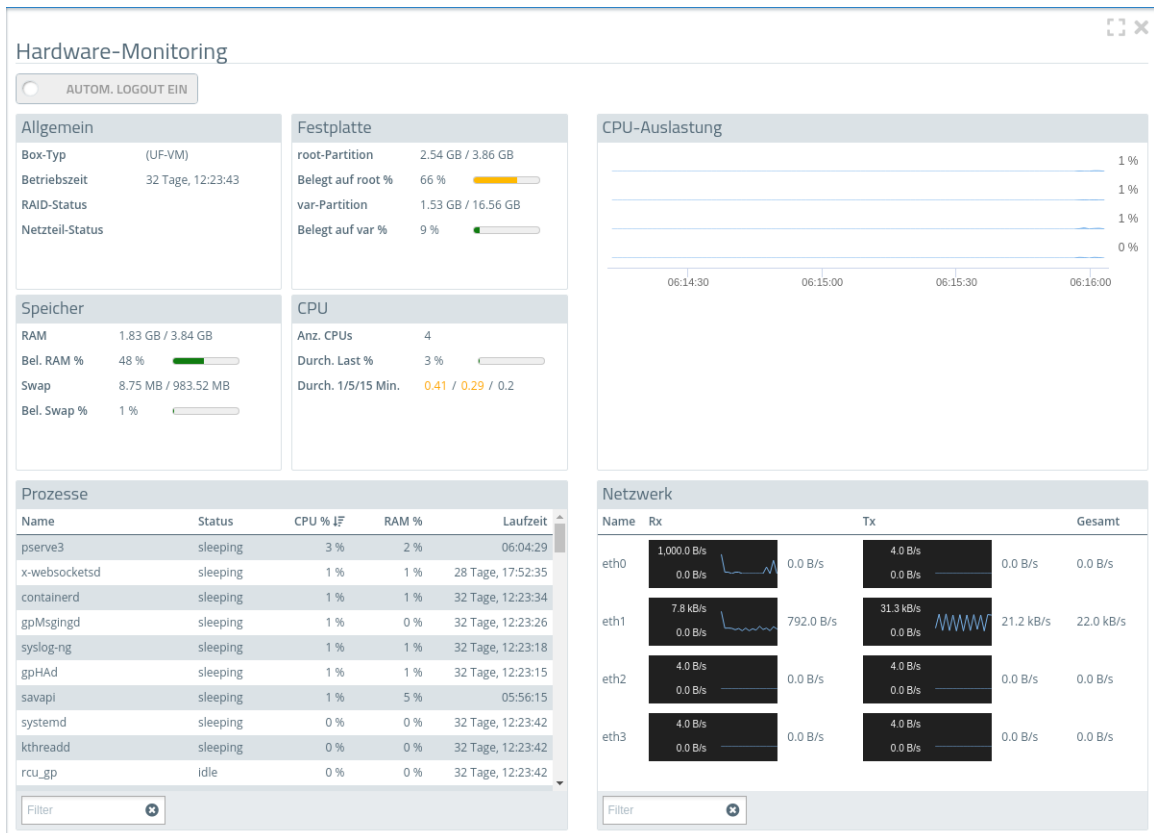 Hardware-Monitoring
AUTOM. LOGOUT EIN
Allgemein
Box-Typ (UF-VM)
Betriebszeit 32 Tage, 12:23:43
RAID-Status
Netzteil-Status
Festplatte
root-Partition 2.54 GB / 3.86 GB
Belegt auf root % 66 %
var-Partition 1.53 GB / 16.56 GB
Belegt auf var % 9 %
CPU-Auslastung
1 %
1 %
1 %
0 %
06:14:30 06:15:00 06:15:30 06:16:00
Speicher
RAM 1.83 GB / 3.84 GB
Bel. RAM % 48 %
Swap 8.75 MB / 983.52 MB
Bel. Swap % 1 %
CPU
Anz. CPUs 4
Durch. Last % 3 %
Durch. 1/5/15 Min. 0.41 / 0.29 / 0.2
Prozesse
Name Status CPU % RAM % Laufzeit
pserve3 sleeping 3 % 2 % 06:04:29
x-websocketsd sleeping 1 % 1 % 28 Tage, 17:52:35
containerd sleeping 1 % 1 % 32 Tage, 12:23:34
gpMsgingd sleeping 1 % 0 % 32 Tage, 12:23:26
syslog-ng sleeping 1 % 1 % 32 Tage, 12:23:18
gpHAd sleeping 1 % 1 % 32 Tage, 12:23:15
savapi sleeping 1 % 5 % 05:56:15
systemd sleeping 0 % 0 % 32 Tage, 12:23:42
kthreadd sleeping 0 % 0 % 32 Tage, 12:23:42
rcu_gp idle 0 % 0 % 32 Tage, 12:23:42
Filter
Netzwerk
Name Rx Tx Gesamt
1,000.0 B/s 4.0 B/s
eth0 0.0 B/s 0.0 B/s 0.0 B/s 0.0 B/s 0.0 B/s
7.8 kB/s 31.3 kB/s
eth1 0.0 B/s 792.0 B/s 0.0 B/s 21.2 kB/s 22.0 kB/s
4.0 B/s 4.0 B/s
eth2 0.0 B/s 0.0 B/s 0.0 B/s 0.0 B/s 0.0 B/s
4.0 B/s 4.0 B/s
eth3 0.0 B/s 0.0 B/s 0.0 B/s 0.0 B/s 0.0 B/s
Filter